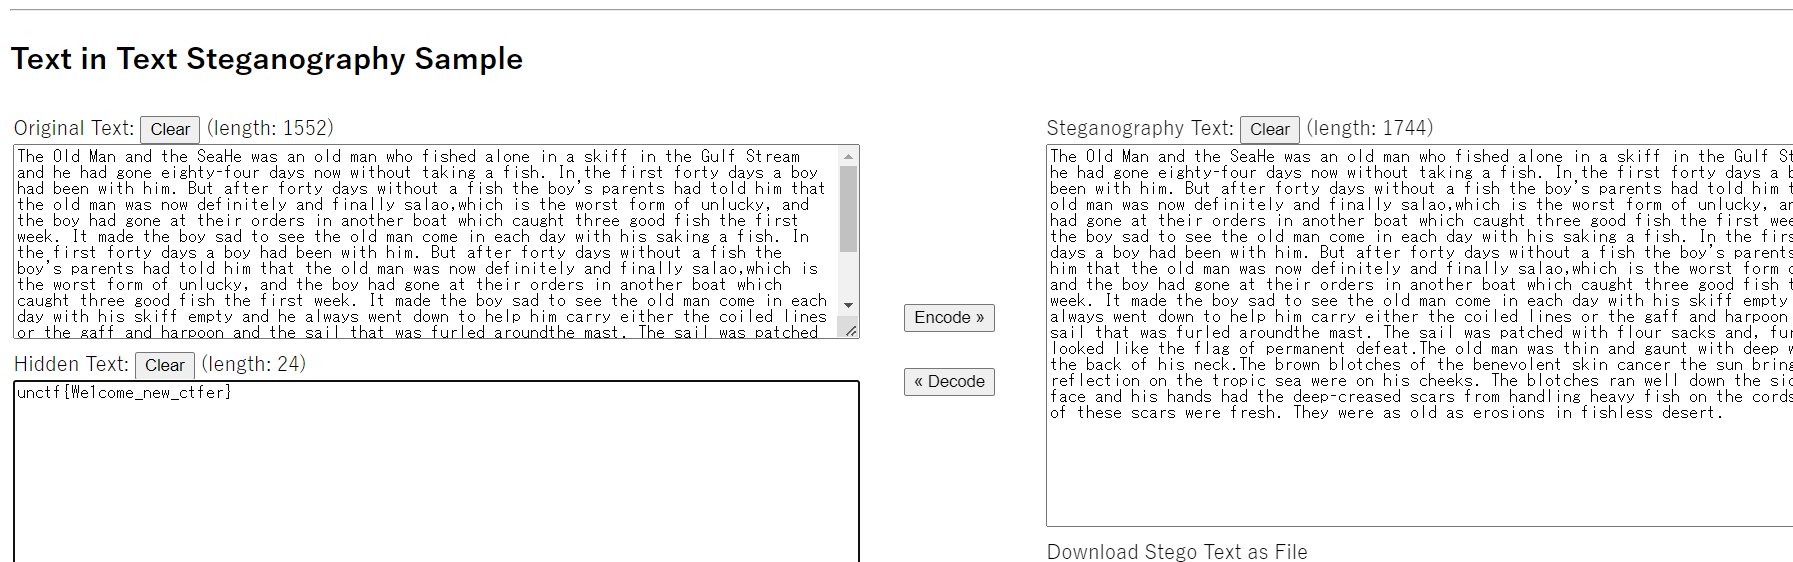 Text in Text Steganography Sample
Original Text: Clear (length: 1552)
The Old Man and the SeaHe was an old man who fished alone in a skiff in the Gulf Stream
and he had gone eighty-four days now without taking a fish. In the first forty days a boy
had been with him. But after forty days without a fish the boy's parents had told him that
the old man was now definitely and finally salao,which is the worst form of unlucky, and
the boy had gone at their orders in another boat which caught three good fish the first
week. It made the boy sad to see the old man come in each day with his saking a fish. In
the first forty days a boy had been with him. But after forty days without a fish the
boy's parents had told him that the old man was now definitely and finally salao,which is
the worst form of unlucky, and the boy had gone at their orders in another boat which
caught three good fish the first week. It made the boy sad to see the old man come in each
day with his skiff empty and he always went down to help him carry either the coiled lines
or the gaff and harpoon and the sail that was furled aroundthe mast. The sail was patched
Hidden Text: Clear (length: 24)
unctf{Welcome_new_ctfer}
Encode »
« Decode
Steganography Text: Clear (length: 1744)
The Old Man and the SeaHe was an old man who fished alone in a skiff in the Gulf St
he had gone eighty-four days now without taking a fish. In the first forty days a b
been with him. But after forty days without a fish the boy's parents had told him t
old man was now definitely and finally salao,which is the worst form of unlucky, an
had gone at their orders in another boat which caught three good fish the first wee
the boy sad to see the old man come in each day with his saking a fish. In the firs
days a boy had been with him. But after forty days without a fish the boy's parents
him that the old man was now definitely and finally salao,which is the worst form o
and the boy had gone at their orders in another boat which caught three good fish t
week. It made the boy sad to see the old man come in each day with his skiff empty
always went down to help him carry either the coiled lines or the gaff and harpoon
sail that was furled aroundthe mast. The sail was patched with flour sacks and, fur
looked like the flag of permanent defeat.The old man was thin and gaunt with deep w
the back of his neck.The brown blotches of the benevolent skin cancer the sun bring
reflection on the tropic sea were on his cheeks. The blotches ran well down the sid
face and his hands had the deep-creased scars from handling heavy fish on the cords
of these scars were fresh. They were as old as erosions in fishless desert.
Download Stego Text as File